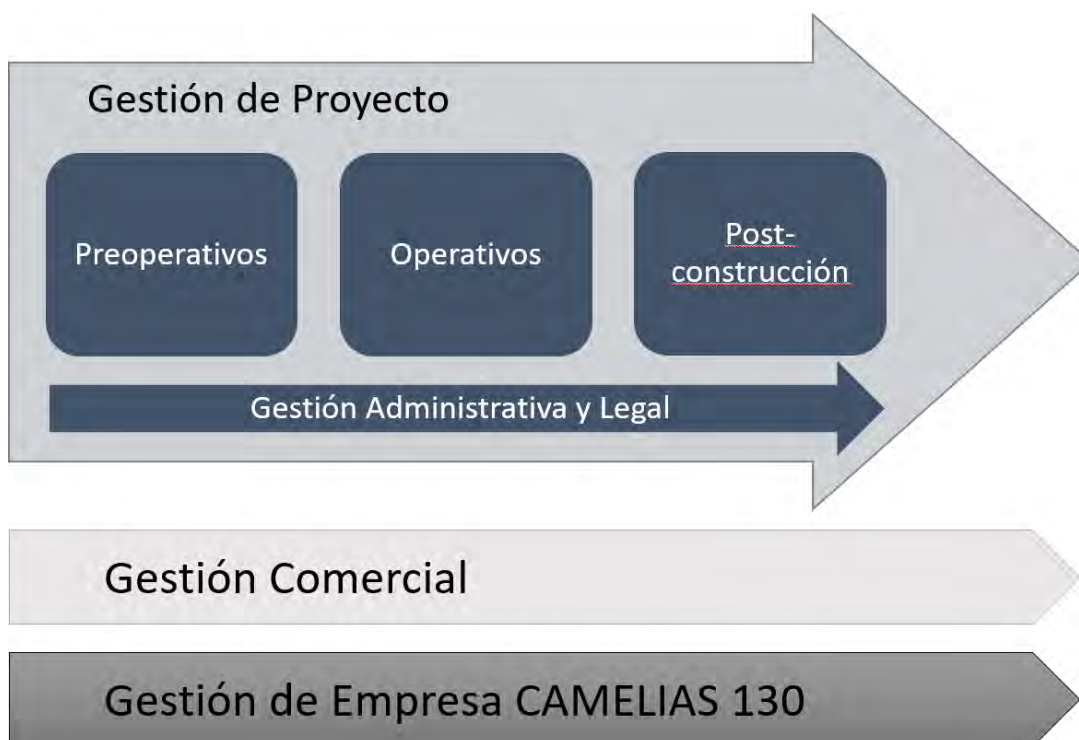 Gestión de Proyecto
Preoperativos
Operativos
Post-
construcción
Gestión Administrativa y Legal
Gestión Comercial
Gestión de Empresa CAMELIAS 130